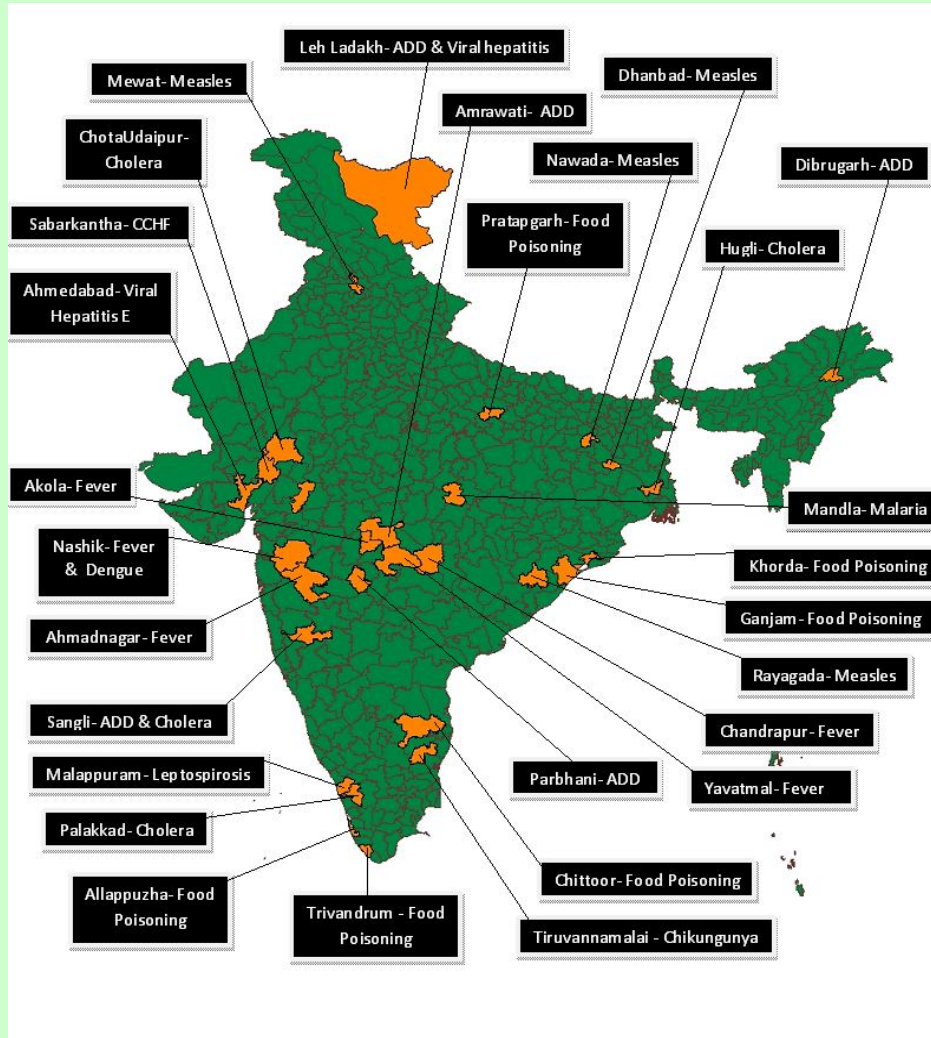 Leh Ladakh- ADD & Viral hepatitis
Mewat- Measles
Dhanbad- Measles
Amrawati- ADD
ChotaUdaipur-
Cholera
Nawada- Measles
Dibrugarh- ADD
Sabarkantha- CCHF
Pratapgarh- Food
Poisoning
Hugli- Cholera
Ahmedabad- Viral
Hepatitis E
Akola- Fever
Mandla- Malaria
Nashik- Fever
& Dengue
Khorda- Food Poisoning
Ganjam- Food Poisoning
Ahmadnagar- Fever
Rayagada- Measles
Sangli- ADD & Cholera
Chandrapur- Fever
Malappuram- Leptospirosis
Parbhani- ADD
Yavatmal- Fever
Palakkad- Cholera
Chittoor- Food Poisoning
Allappuzha- Food
Poisoning
Trivandrum - Food
Poisoning
Tiruvannamalai - Chikungunya